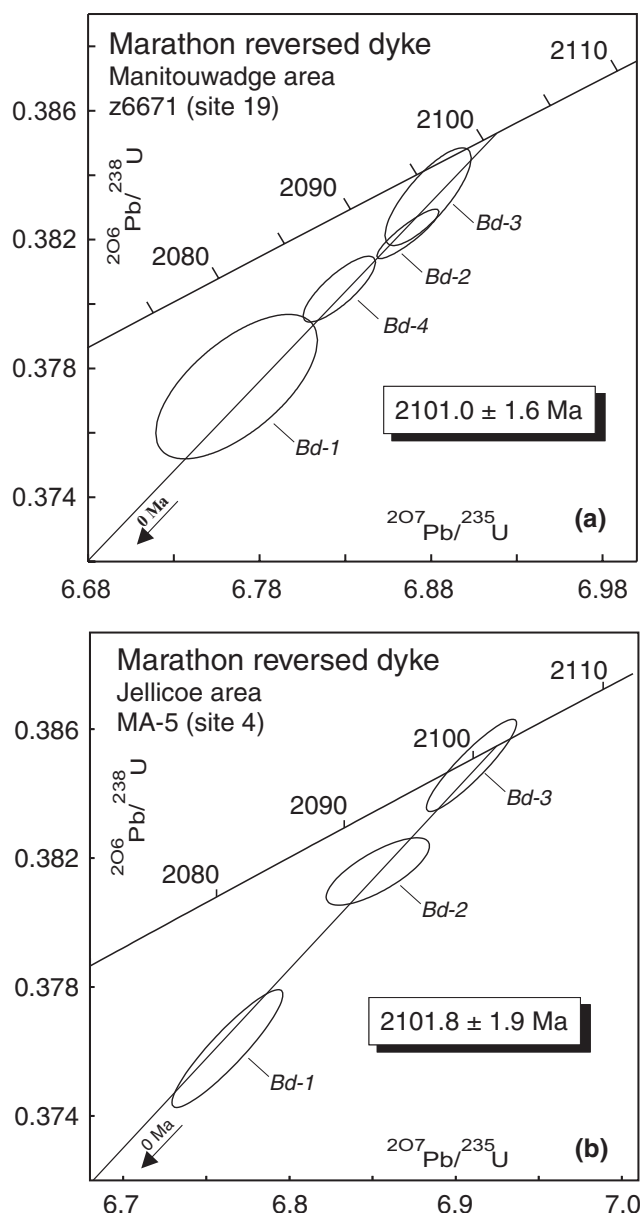 Marathon reversed dyke
Manitouwadge area
z6671 (site 19)
2110
2100
2090
2080
0.386
0.382
0.378
0.374
206Pb/238U
Bd-3
Bd-2
Bd-4
Bd-1
2101.0 ± 1.6 Ma
0 Ma
207Pb/235U
(a)
6.68 6.78 6.88 6.98
Marathon reversed dyke
Jellicoe area
MA-5 (site 4)
2110
2100
2090
2080
0.386
0.382
0.378
0.374
206Pb/238U
Bd-3
Bd-2
Bd-1
2101.8 ± 1.9 Ma
0 Ma
207Pb/235U
(b)
6.7 6.8 6.9 7.0